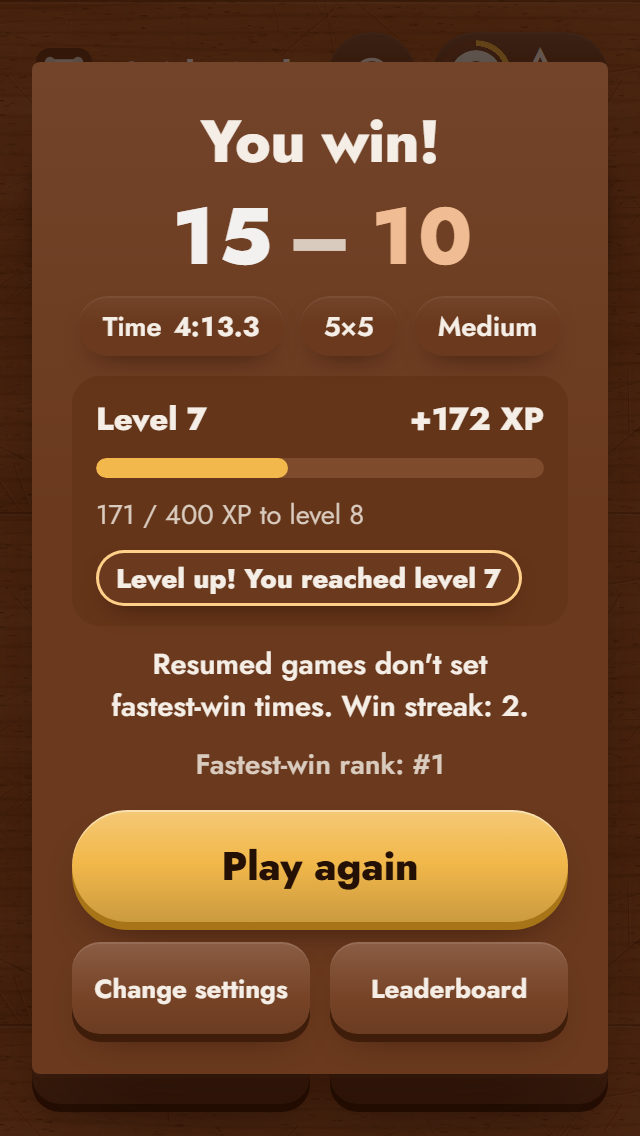 You win!
15 – 10
Time 4:13.3
5×5
Medium
Level 7
+172 XP
171 / 400 XP to level 8
Level up! You reached level 7
Resumed games don't set
fastest-win times. Win streak: 2.
Fastest-win rank: #1
Play again
Change settings
Leaderboard